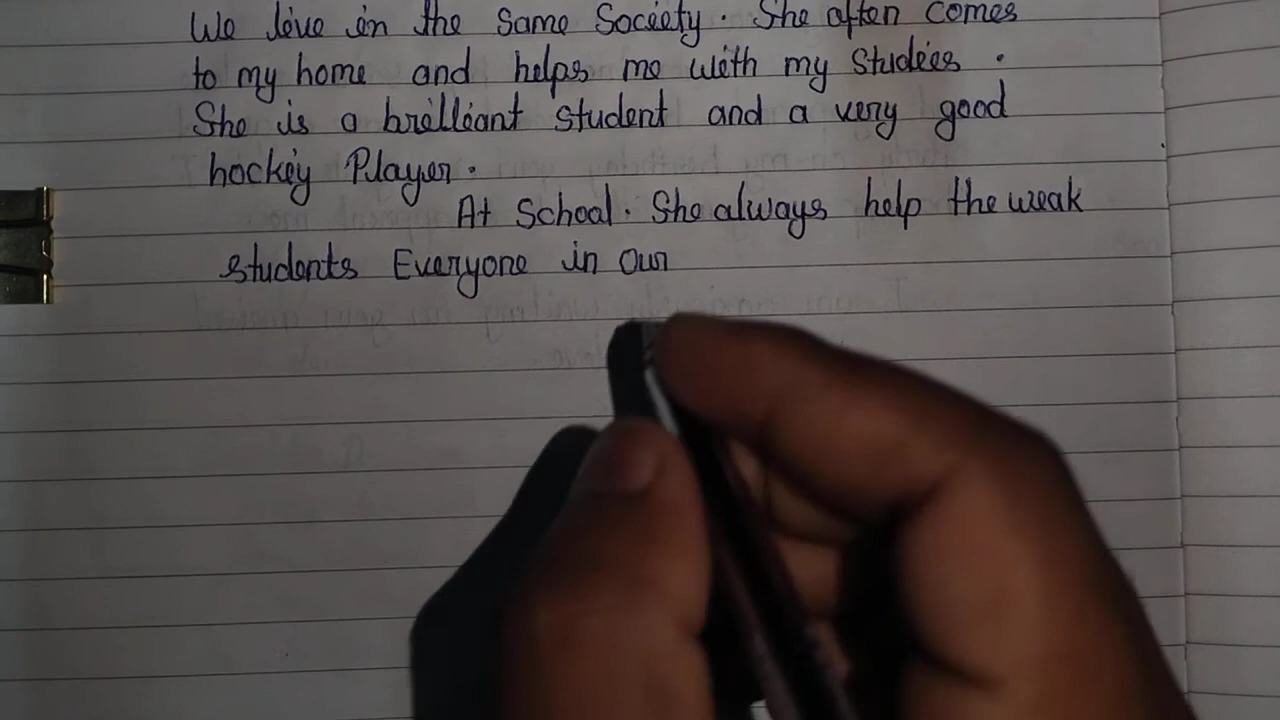 We live in the same Society. She often comes
to my home and helps me with my studies.
She is a brilliant student and a very good
hockey Player.
At School. She always help the weak
students Everyone in our